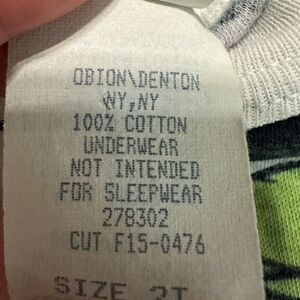 OBION\DENTON
NY,NY
100% COTTON
UNDERWEAR
NOT INTENDED
FOR SLEEPWEAR
278302
CUT F15-0476
SIZE 2T